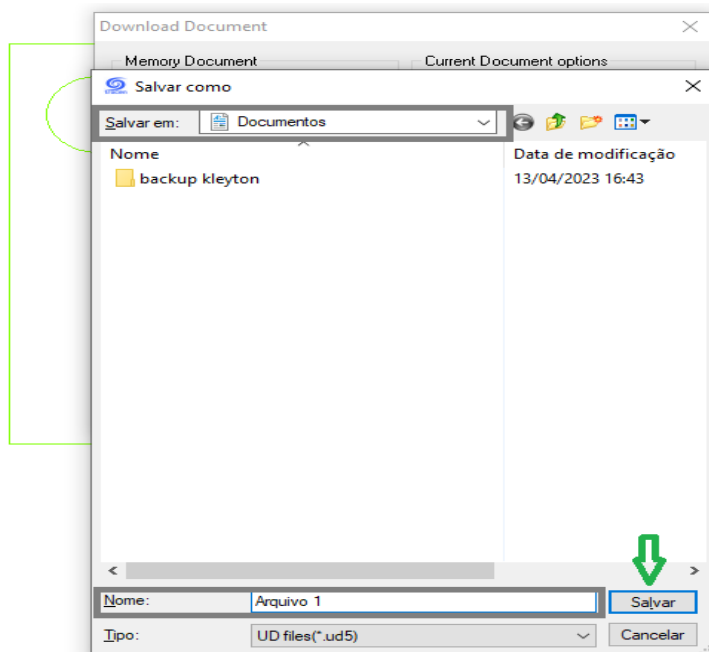 Download Document
Memory Document Current Document options
Salvar como
Salvar em: Documentos
Nome Data de modificação
backup kleyton 13/04/2023 16:43
Nome: Arquivo 1 Salvar
Tipo: UD files(*.ud5) Cancelar